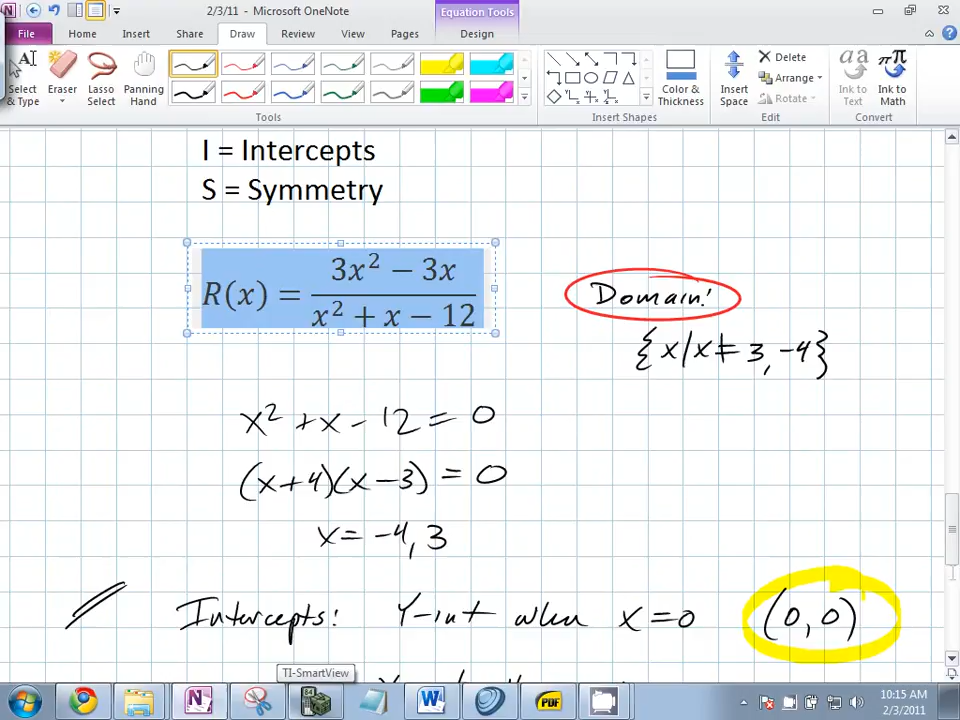 2/3/11 - Microsoft OneNote
Equation Tools
File Home Insert Share Draw Review View Pages Design
Select & Type
Eraser
Lasso Select
Panning Hand
Color & Thickness
Insert Space
Delete
Arrange
Rotate
Ink to Text
Ink to Math
Tools
Insert Shapes
Edit
Convert
I = Intercepts
S = Symmetry
R(x) = (3x² − 3x)/(x² + x − 12)
Domain:
{x/x≠3, -4}
x² + x - 12 = 0
(x+4)(x-3) = 0
x = -4, 3
Intercepts: Y-int when x = 0 (0, 0)
TI-SmartView
10:15 AM
2/3/2011